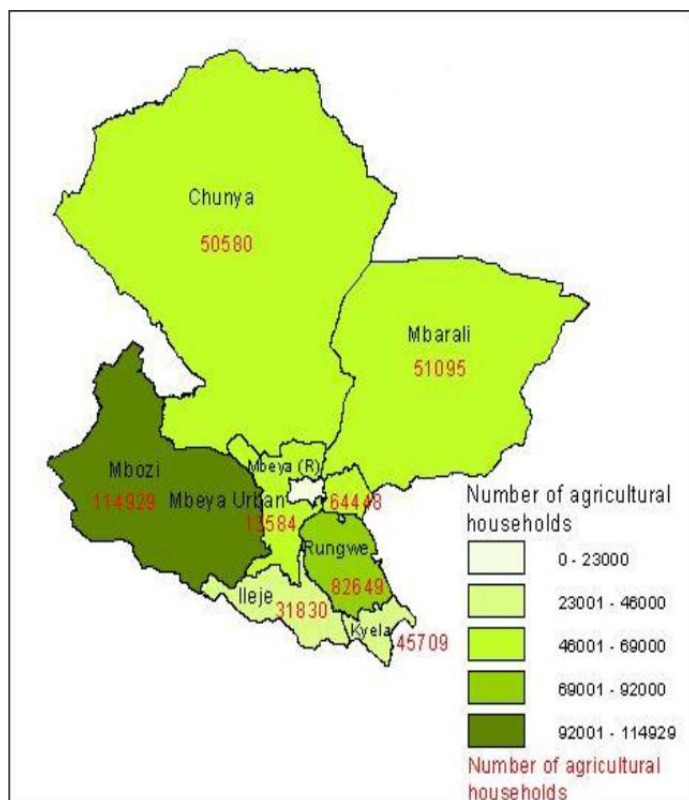 Chunya
50580
Mbarali
51095
Mbeya (R)
Mbozi
114929
Mbeya Urban
13584
64448
Rungwe
82649
Ileje
31830
Kyela
45709
Number of agricultural
households
0 - 23000
23001 - 46000
46001 - 69000
69001 - 92000
92001 - 114929
Number of agricultural
households